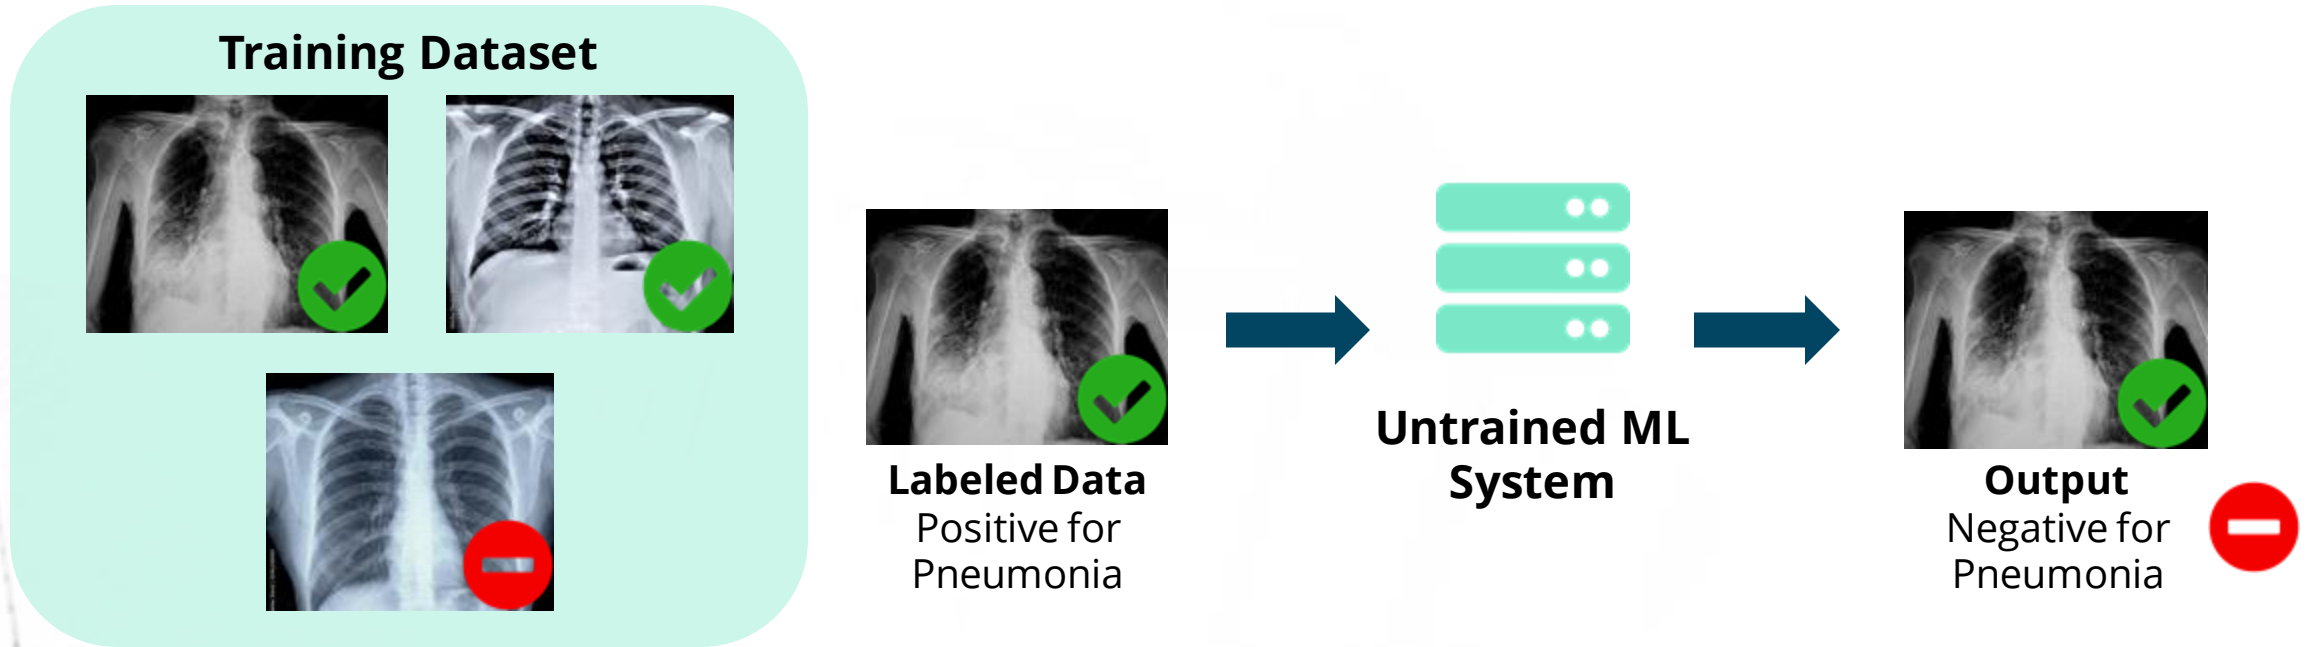 Training Dataset
Labeled Data
Positive for
Pneumonia
Untrained ML
System
Output
Negative for
Pneumonia